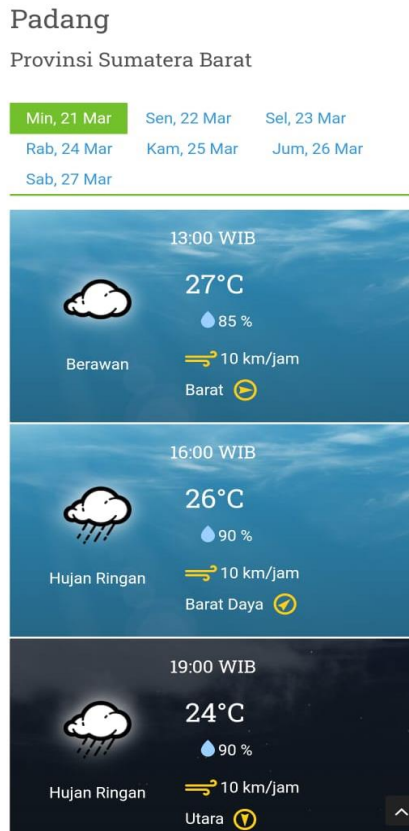 Padang
Provinsi Sumatera Barat
Min, 21 Mar Sen, 22 Mar Sel, 23 Mar
Rab, 24 Mar Kam, 25 Mar Jum, 26 Mar
Sab, 27 Mar
13:00 WIB
27°C
85 %
Berawan
10 km/jam
Barat
16:00 WIB
26°C
90 %
Hujan Ringan
10 km/jam
Barat Daya
19:00 WIB
24°C
90 %
Hujan Ringan
10 km/jam
Utara